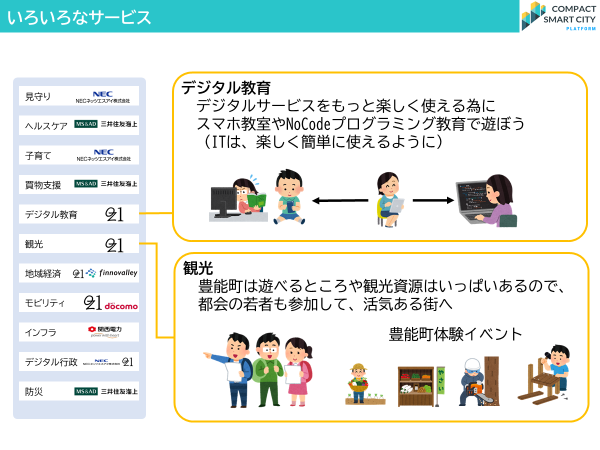 いろいろなサービス
COMPACT
SMART CITY
PLATFORM
見守り NEC
NECネッツエスアイ株式会社
ヘルスケア MS&AD 三井住友海上
子育て NEC
NECネッツエスアイ株式会社
買物支援 MS&AD 三井住友海上
デジタル教育 21
観光 21
地域経済 21 finnovalley
モビリティ 21 docomo
インフラ 関西電力
power with heart
デジタル行政 NEC 21
NECネッツエスアイ株式会社
防災 MS&AD 三井住友海上
デジタル教育
デジタルサービスをもっと楽しく使える為に
スマホ教室やNoCodeプログラミング教育で遊ぼう
（ITは、楽しく簡単に使えるように）
観光
豊能町は遊べるところや観光資源はいっぱいあるので、
都会の若者も参加して、活気ある街へ
豊能町体験イベント
やさい